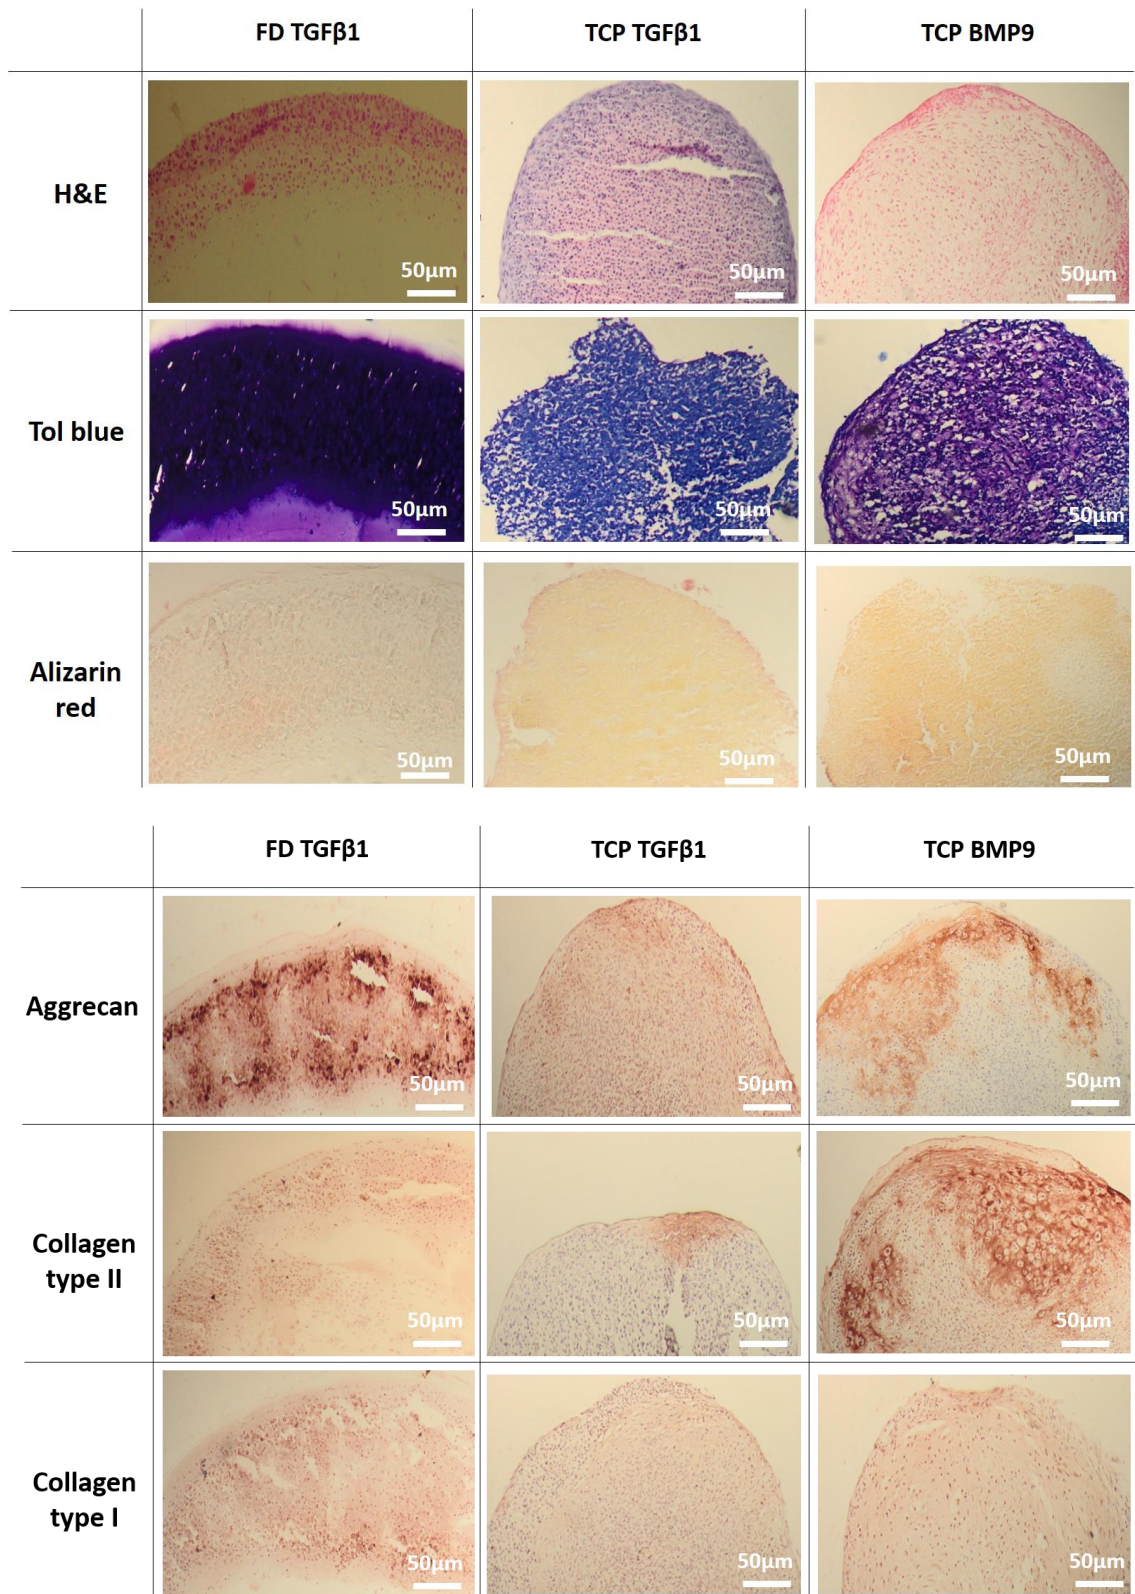 FD TGFβ1 TCP TGFβ1 TCP BMP9
H&E
50µm 50µm 50µm
Tol blue
50µm 50µm 50µm
Alizarin
red
50µm 50µm 50µm
FD TGFβ1 TCP TGFβ1 TCP BMP9
Aggrecan
50µm 50µm 50µm
Collagen
type II
50µm 50µm 50µm
Collagen
type I
50µm 50µm 50µm